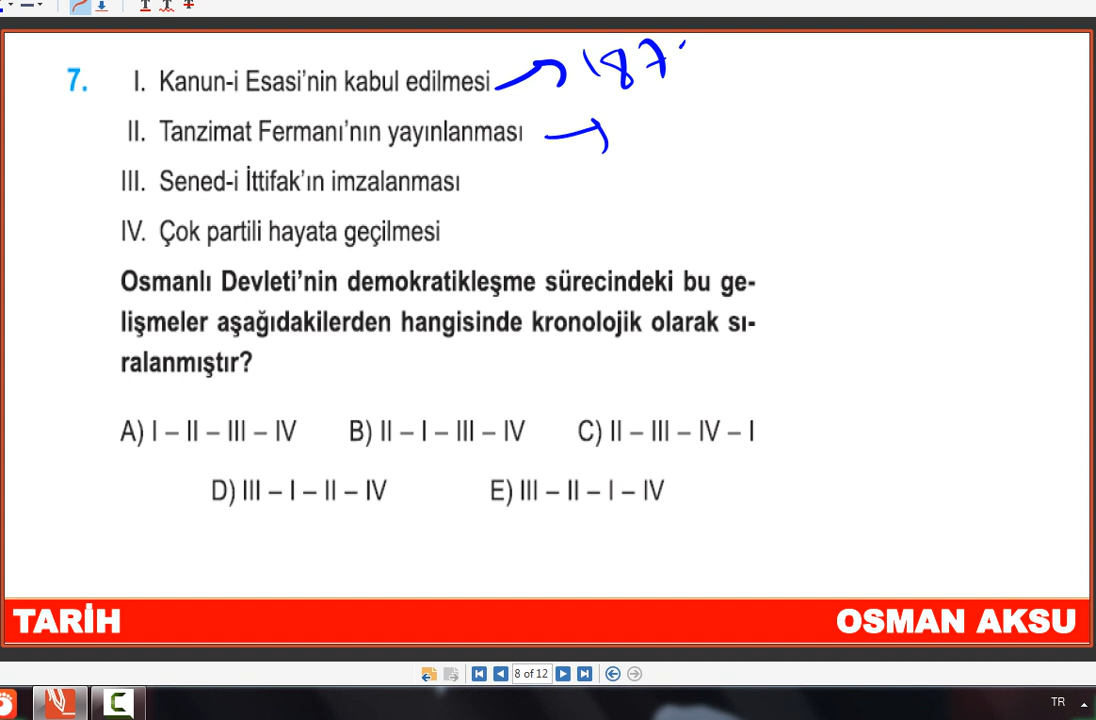 T T T
7. I. Kanun-i Esasi’nin kabul edilmesi 187
II. Tanzimat Fermanı’nın yayınlanması
III. Sened-i İttifak’ın imzalanması
IV. Çok partili hayata geçilmesi
Osmanlı Devleti’nin demokratikleşme sürecindeki bu ge-
lişmeler aşağıdakilerden hangisinde kronolojik olarak sı-
ralanmıştır?
A) I – II – III – IV B) II – I – III – IV C) II – III – IV – I
D) III – I – II – IV E) III – II – I – IV
TARİH OSMAN AKSU
8 of 12
TR